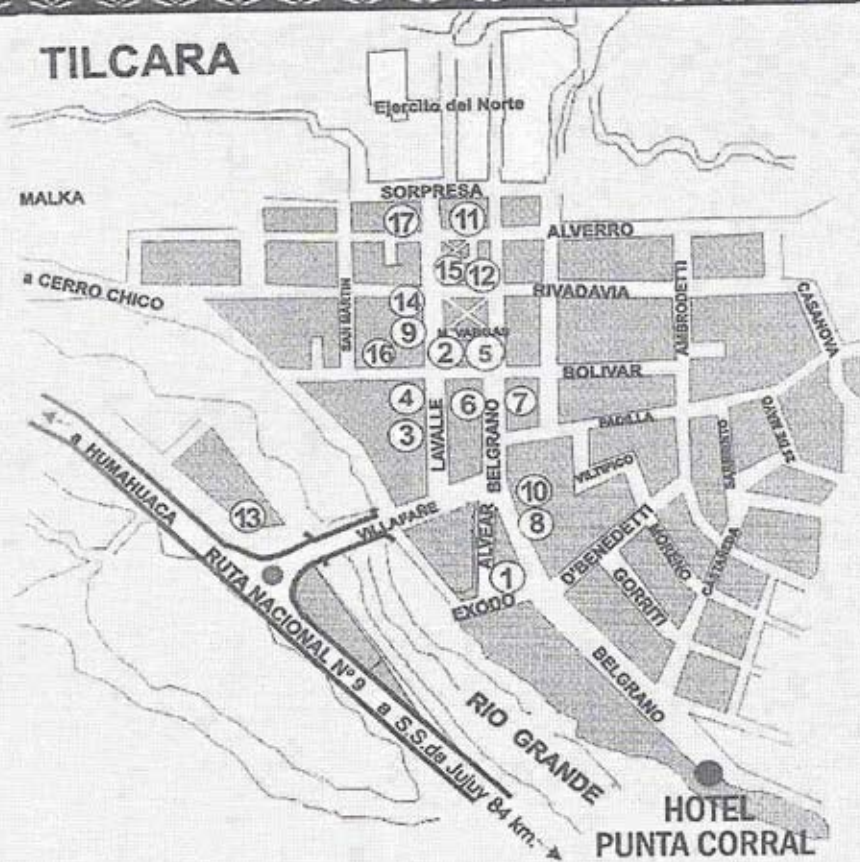 TILCARA
Ejercito del Norte
MALKA
SORPRESA
17
11
ALVERRO
15
12
a CERRO CHICO
RIVADAVIA
SAN MARTIN
14
9
M. VARGAS
16
2
5
AMBRODETTI
CASANOVA
BOLIVAR
4
6
7
3
LAVALLE
BELGRANO
PADILLA
SARMIENTO
25 DE MAYO
a HUMAHUACA
VILTIPICO
10
8
13
VILLAFAÑE
ALVEAR
1
EXODO
D'BENEDETTI
MORENO
GORRITI
CASTAÑEDA
RUTA NACIONAL Nº 9
a S.S.de Jujuy 84 km.
RIO GRANDE
BELGRANO
HOTEL
PUNTA CORRAL